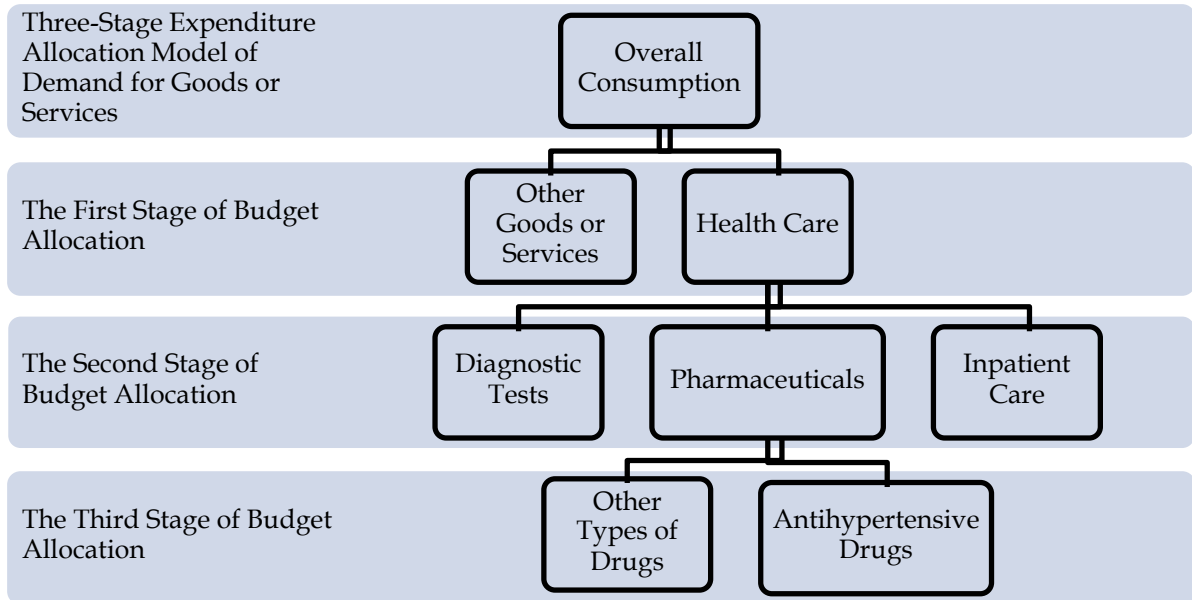 Three-Stage Expenditure
Allocation Model of
Demand for Goods or
Services
Overall
Consumption
The First Stage of Budget
Allocation
Other
Goods or
Services
Health Care
The Second Stage of
Budget Allocation
Diagnostic
Tests
Pharmaceuticals
Inpatient
Care
The Third Stage of Budget
Allocation
Other
Types of
Drugs
Antihypertensive
Drugs